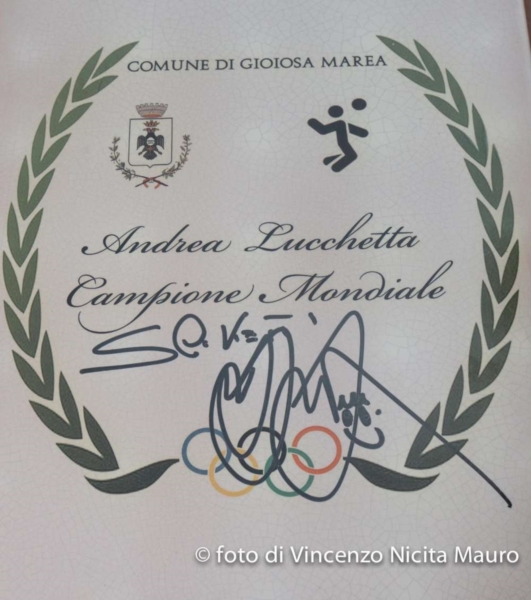 COMUNE DI GIOIOSA MAREA
Andrea Lucchetta
Campione Mondiale
© foto di Vincenzo Nicita Mauro